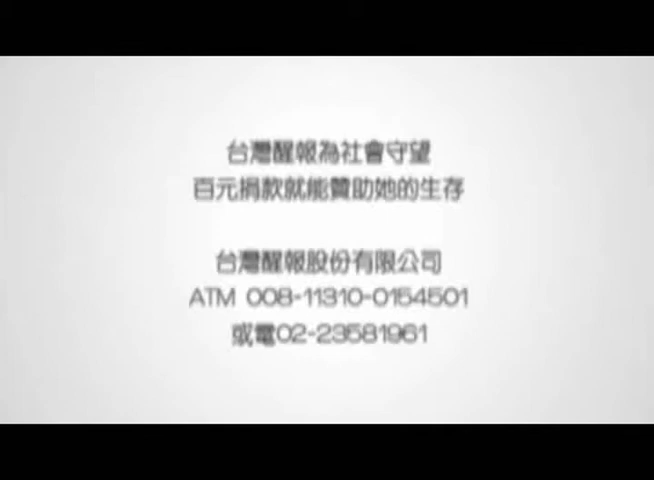 台灣醒報為社會守望
百元捐款就能贊助她的生存
台灣醒報股份有限公司
ATM 008-11310-0154501
或電02-23581961